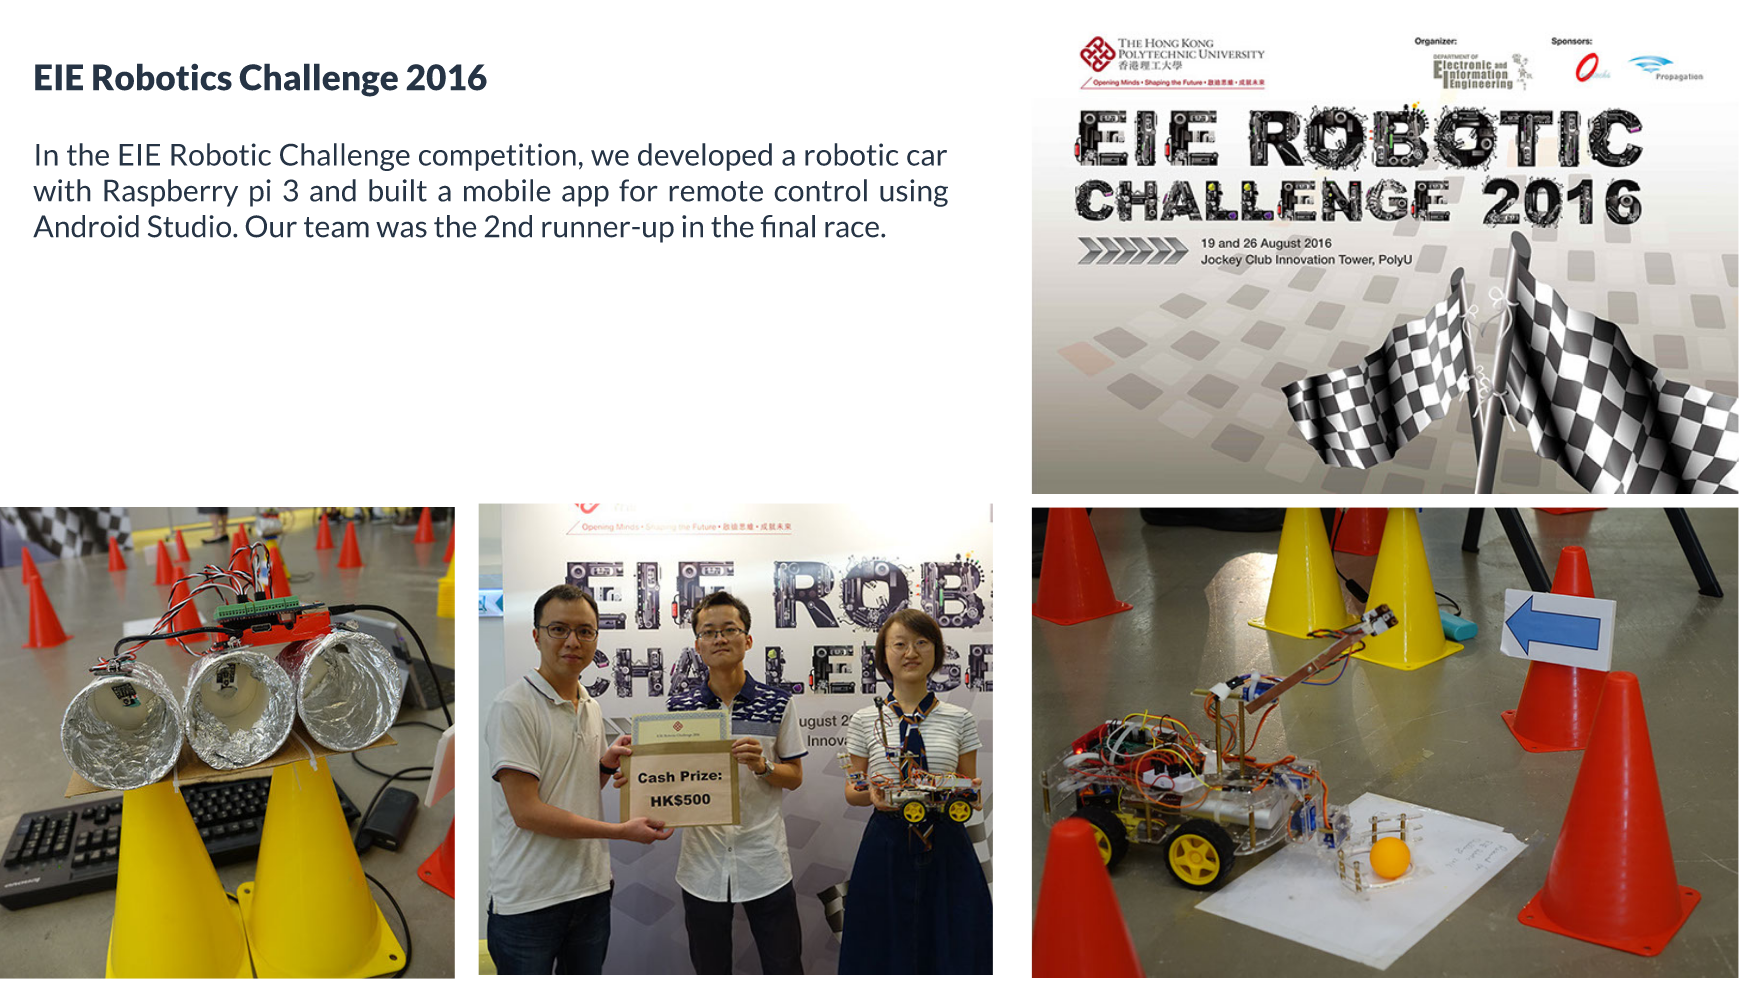 EIE Robotics Challenge 2016
In the EIE Robotic Challenge competition, we developed a robotic car
with Raspberry pi 3 and built a mobile app for remote control using
Android Studio. Our team was the 2nd runner-up in the final race.
THE HONG KONG
POLYTECHNIC UNIVERSITY
香港理工大學
Opening Minds • Shaping the Future • 啟迪思維 • 成就未來
Organizer:
DEPARTMENT OF
Electronic and
Information
Engineering
Sponsors:
Propagation
EIE ROBOTIC
CHALLENGE 2016
19 and 26 August 2016
Jockey Club Innovation Tower, PolyU
Opening Minds • Shaping the Future • 啟迪思維 • 成就未來
EIE ROB
CHALLENGE
ugust 2
Innova
Cash Prize:
HK$500